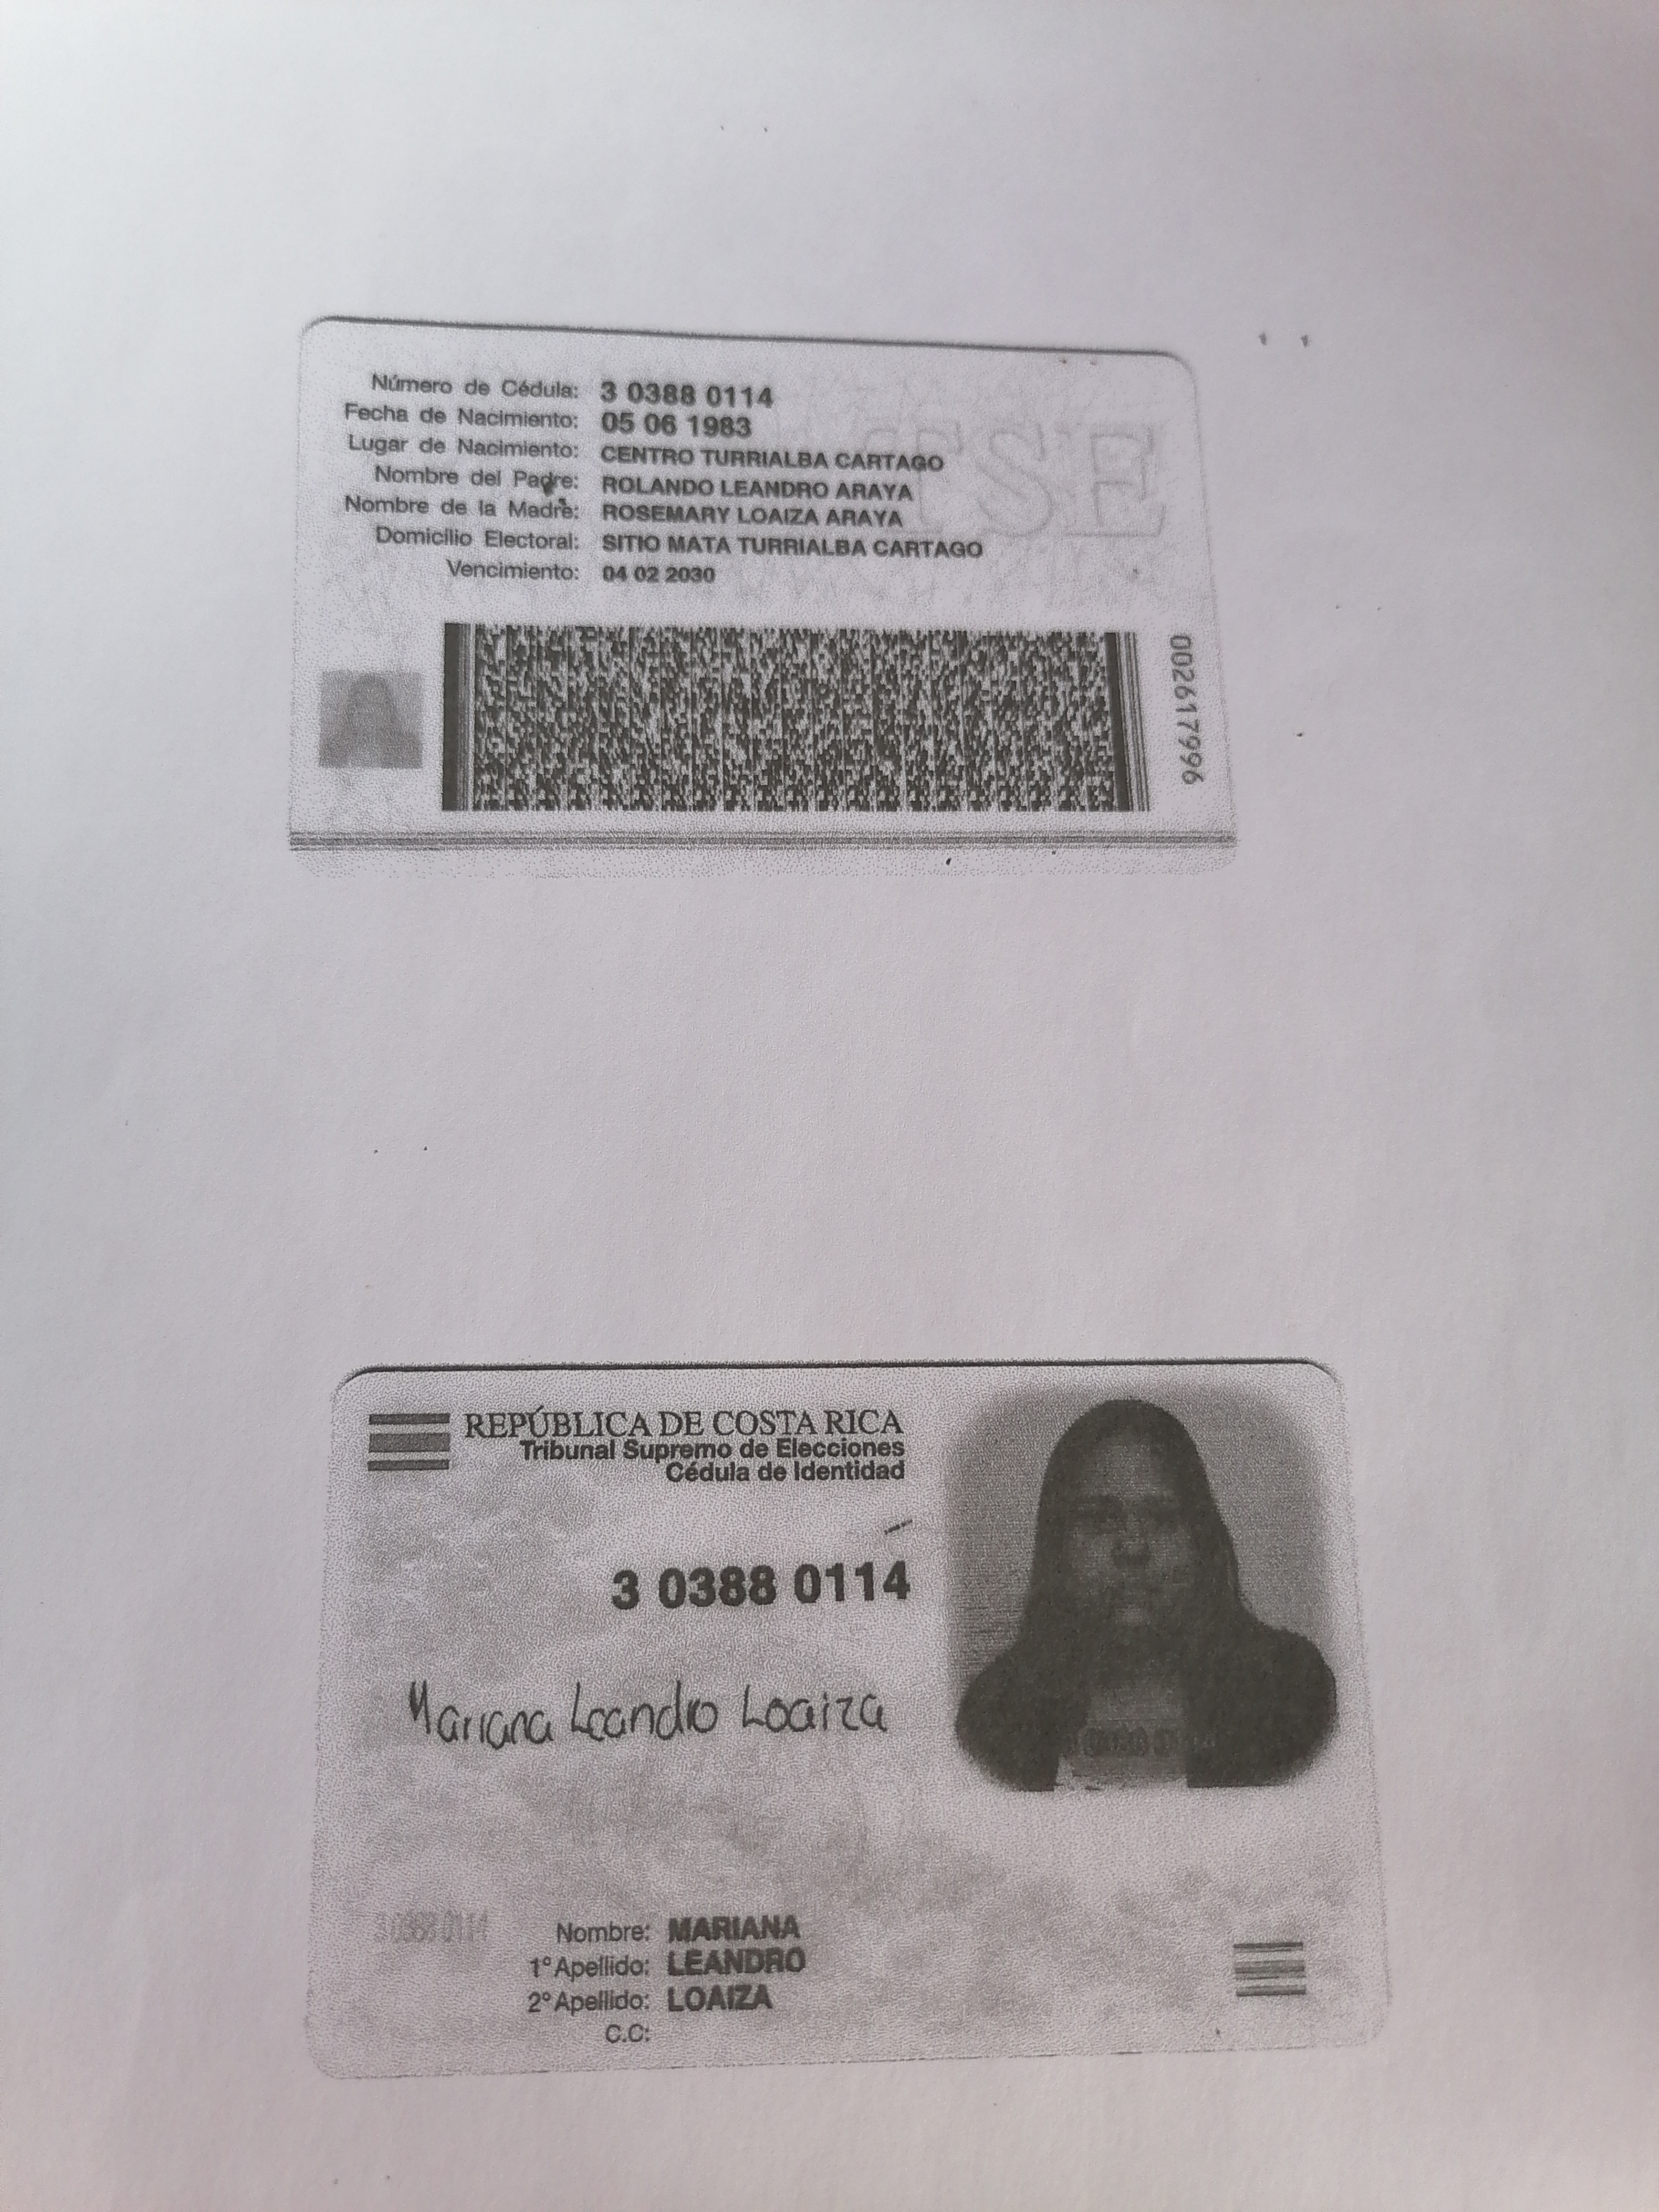 Número de Cédula: 3 0388 0114
Fecha de Nacimiento: 05 06 1983
Lugar de Nacimiento: CENTRO TURRIALBA CARTAGO
Nombre del Padre: ROLANDO LEANDRO ARAYA
Nombre de la Madre: ROSEMARY LOAIZA ARAYA
Domicilio Electoral: SITIO MATA TURRIALBA CARTAGO
Vencimiento: 04 02 2030
TSE
002617996
REPÚBLICA DE COSTA RICA
Tribunal Supremo de Elecciones
Cédula de Identidad
3 0388 0114
Mariana Leandro Loaiza
3 0388 0114
Nombre: MARIANA
1º Apellido: LEANDRO
2º Apellido: LOAIZA
C.C: